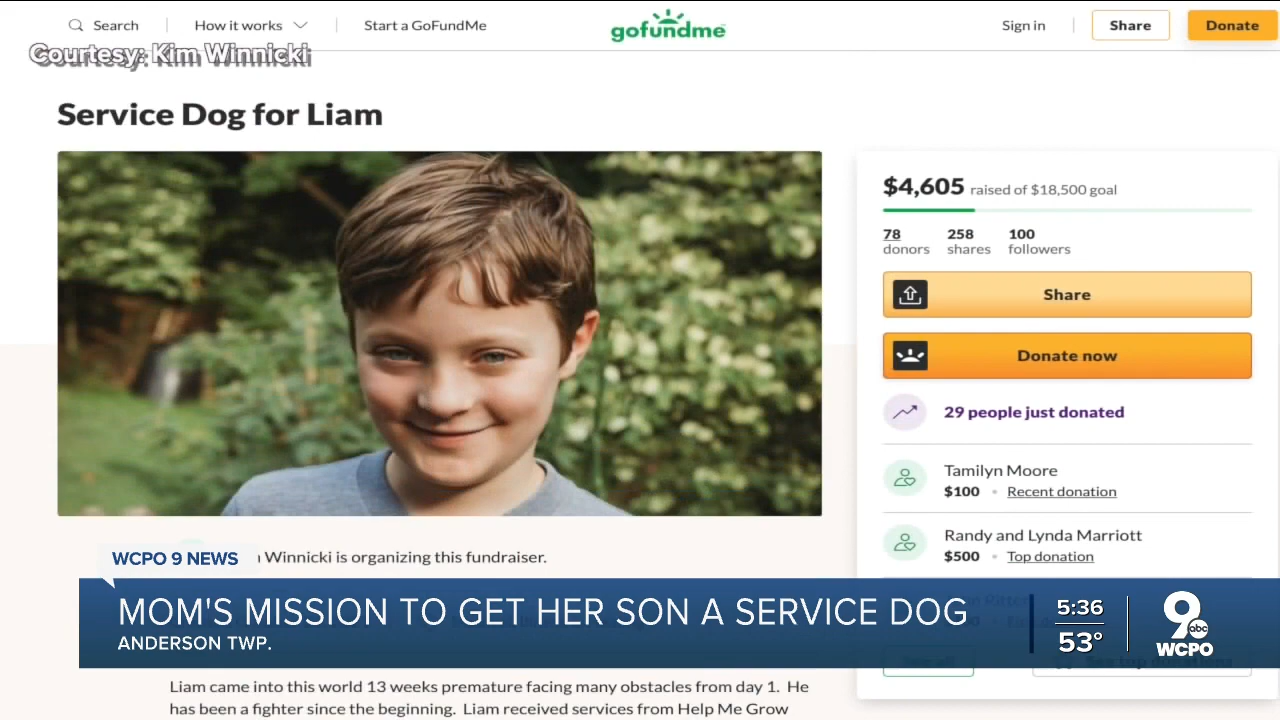 Search
How it works
Start a GoFundMe
gofundme
Sign in
Share
Donate
Courtesy: Kim Winnicki
Service Dog for Liam
$4,605 raised of $18,500 goal
78 donors
258 shares
100 followers
Share
Donate now
29 people just donated
Tamilyn Moore
$100 • Recent donation
Randy and Lynda Marriott
$500 • Top donation
Winnicki is organizing this fundraiser.
WCPO 9 NEWS
MOM'S MISSION TO GET HER SON A SERVICE DOG
ANDERSON TWP.
5:36
53°
9
abc
WCPO
See top donations
Liam came into this world 13 weeks premature facing many obstacles from day 1. He
has been a fighter since the beginning. Liam received services from Help Me Grow